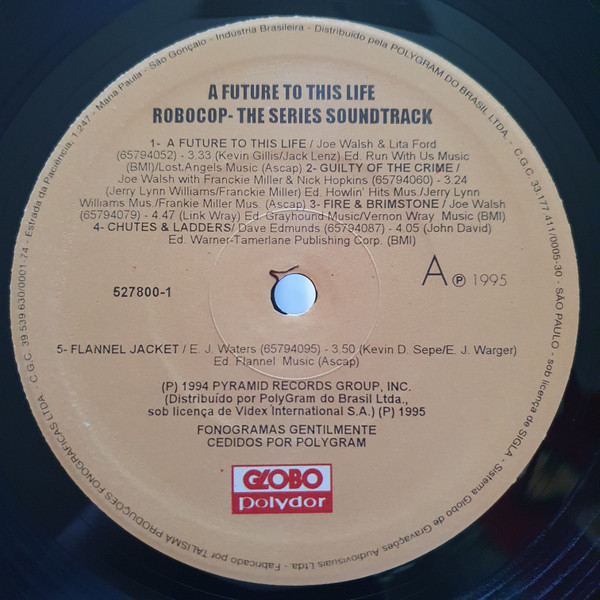 A FUTURE TO THIS LIFE
ROBOCOP- THE SERIES SOUNDTRACK
1- A FUTURE TO THIS LIFE / Joe Walsh & Lita Ford
(65794052) - 3.33 (Kevin Gillis/Jack Lenz) Ed. Run With Us Music
(BMI)/Lost.Angels Music (Ascap) 2- GUILTY OF THE CRIME /
Joe Walsh with Franckie Miller & Nick Hopkins (65794060) - 3:24
(Jerry Lynn Williams/Franckie Miller) Ed. Howlin' Hits Mus./Jerry Lynn
Williams Mus./Frankie Miller Mus. (Ascap) 3- FIRE & BRIMSTONE / Joe Walsh
(65794079) - 4.47 (Link Wray) Ed. Grayhound Music/Vernon Wray Music (BMI)
4- CHUTES & LADDERS/ Dave Edmunds (65794087) - 4.05 (John David)
Ed. Warner-Tamerlane Publishing Corp. (BMI)
527800-1
A Ⓟ 1995
5- FLANNEL JACKET / E. J. Waters (65794095) - 3.50 (Kevin D. Sepe/E. J. Warger)
Ed. Flannel Music (Ascap)
(P) 1994 PYRAMID RECORDS GROUP, INC.
(Distribuído por PolyGram do Brasil Ltda.,
sob licença de Videx International S.A.) (P) 1995
FONOGRAMAS GENTILMENTE
CEDIDOS POR POLYGRAM
GLOBO
polydor
Fabricado por TALISMA PRODUÇÕES FONOGRÁFICAS LTDA. - C.G.C. 39.539.630/0001-74 - Estrada da Paciência, 1.247 - Maria Paula - São Gonçalo - Indústria Brasileira - Distribuído pela POLYGRAM DO BRASIL LTDA. - C.G.C. 33.177.411/0005-30 - SÃO PAULO - sob licença de SIGLA - Sistema Globo de Gravações Audiovisuais Ltda. -